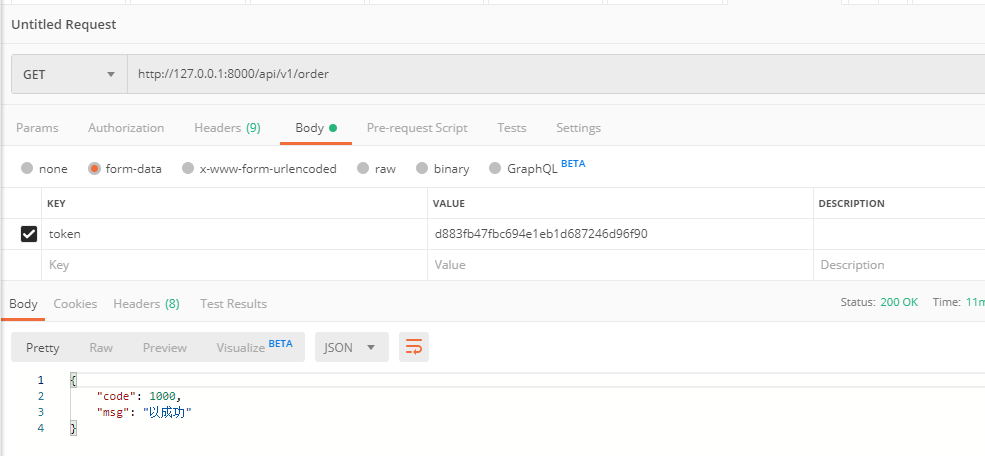 Untitled Request
GET http://127.0.0.1:8000/api/v1/order
Params Authorization Headers (9) Body Pre-request Script Tests Settings
none form-data x-www-form-urlencoded raw binary GraphQL BETA
KEY VALUE DESCRIPTION
token d883fb47fbc694e1eb1d687246d96f90
Key Value Description
Body Cookies Headers (8) Test Results Status: 200 OK Time: 11m
Pretty Raw Preview Visualize BETA JSON
1 {
2 "code": 1000,
3 "msg": "以成功"
4 }